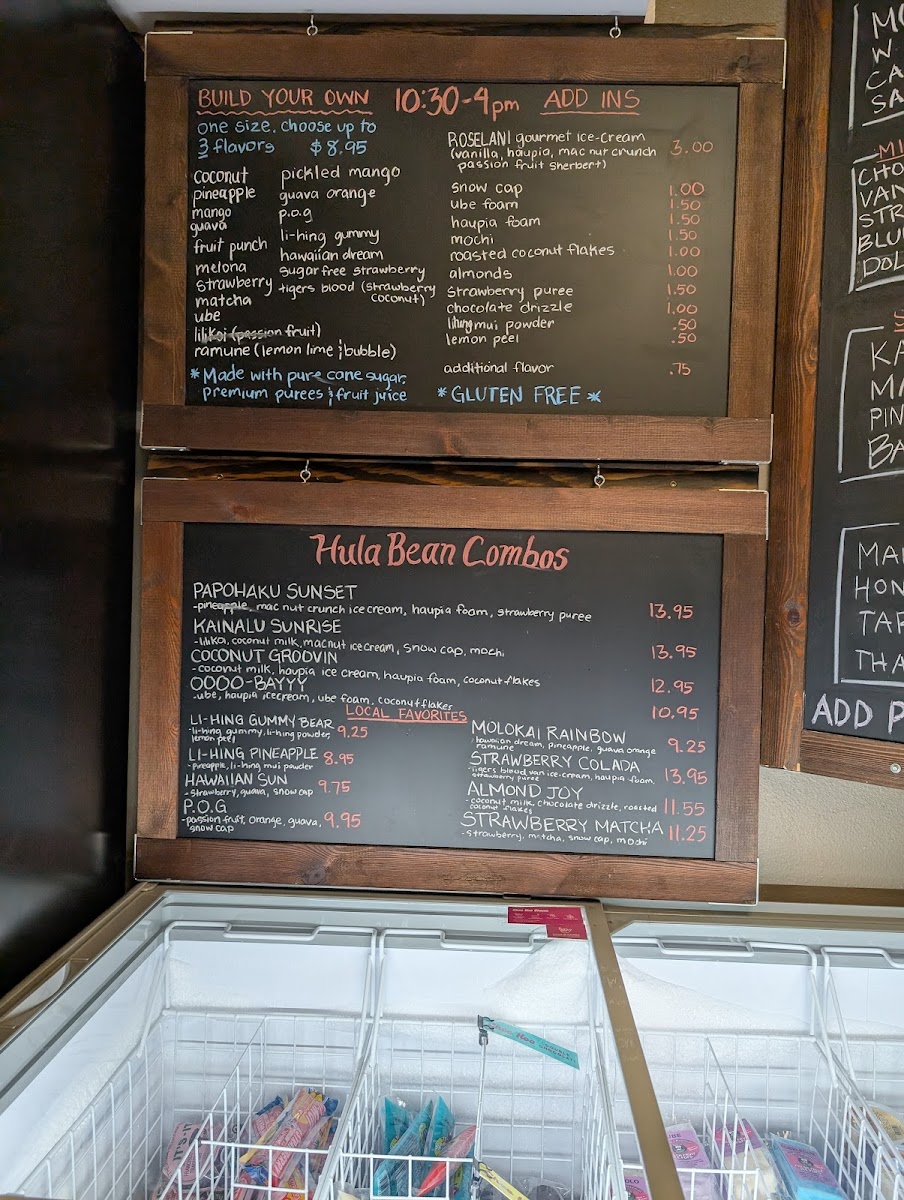 BUILD YOUR OWN 10:30-4pm ADD INS
one size, choose up to
3 flavors $8.95
coconut
pineapple
mango
guava
fruit punch
melona
strawberry
matcha
ube
lilikoi (passion fruit)
ramune (lemon lime & bubble)
pickled mango
guava orange
p.o.g
li-hing gummy
hawaiian dream
sugar free strawberry
tigers blood (strawberry
coconut)
*Made with pure cane sugar,
premium purees & fruit juice
ROSELANI gourmet ice-cream
(vanilla, haupia, mac nut crunch 3.00
passion fruit sherbert)
snow cap 1.00
ube foam 1.50
haupia foam 1.50
mochi 1.50
roasted coconut flakes 1.00
almonds 1.00
strawberry puree 1.50
chocolate drizzle 1.00
lihing mui powder .50
lemon peel .50
additional flavor .75
*GLUTEN FREE*
Hula Bean Combos
PAPOHAKU SUNSET
-pineapple, mac nut crunch icecream, haupia foam, strawberry puree 13.95
KAINALU SUNRISE
-lilikoi, coconut milk, macnut icecream, snow cap, mochi 13.95
COCONUT GROOVIN
-coconut milk, haupia ice cream, haupia foam, coconut flakes 12.95
OOOO-BAYYY
-ube, haupia icecream, ube foam, coconut flakes 10.95
LOCAL FAVORITES
LI-HING GUMMY BEAR
-li-hing gummy, li-hing powder, 9.25
lemon peel
LI-HING PINEAPPLE 8.95
-pineapple, li-hing mui powder
HAWAIIAN SUN
-strawberry, guava, snow cap 9.75
P.O.G
-passion fruit, orange, guava, 9.95
snow cap
MOLOKAI RAINBOW
-hawaiian dream, pineapple, guava orange 9.25
ramune
STRAWBERRY COLADA
-tigers blood, van ice-cream, haupia foam, 13.95
strawberry puree
ALMOND JOY
-coconut milk, chocolate drizzle, roasted 11.55
coconut flakes
STRAWBERRY MATCHA 11.25
-strawberry, matcha, snow cap, mochi
ADD